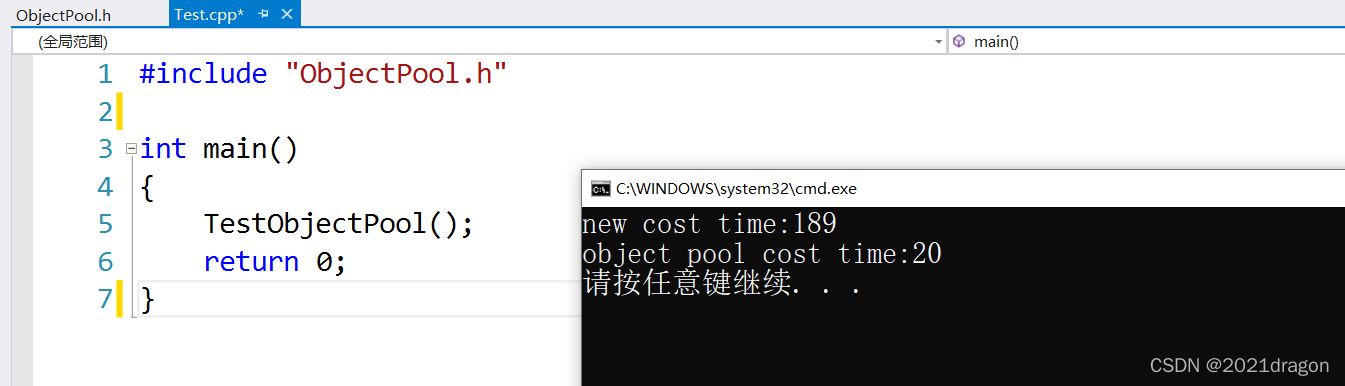 ObjectPool.h Test.cpp*
(全局范围) main()
1 #include "ObjectPool.h"
2
3 int main()
4 {
5 TestObjectPool();
6 return 0;
7 }
C:\WINDOWS\system32\cmd.exe
new cost time:189
object pool cost time:20
请按任意键继续. . .
CSDN @2021dragon